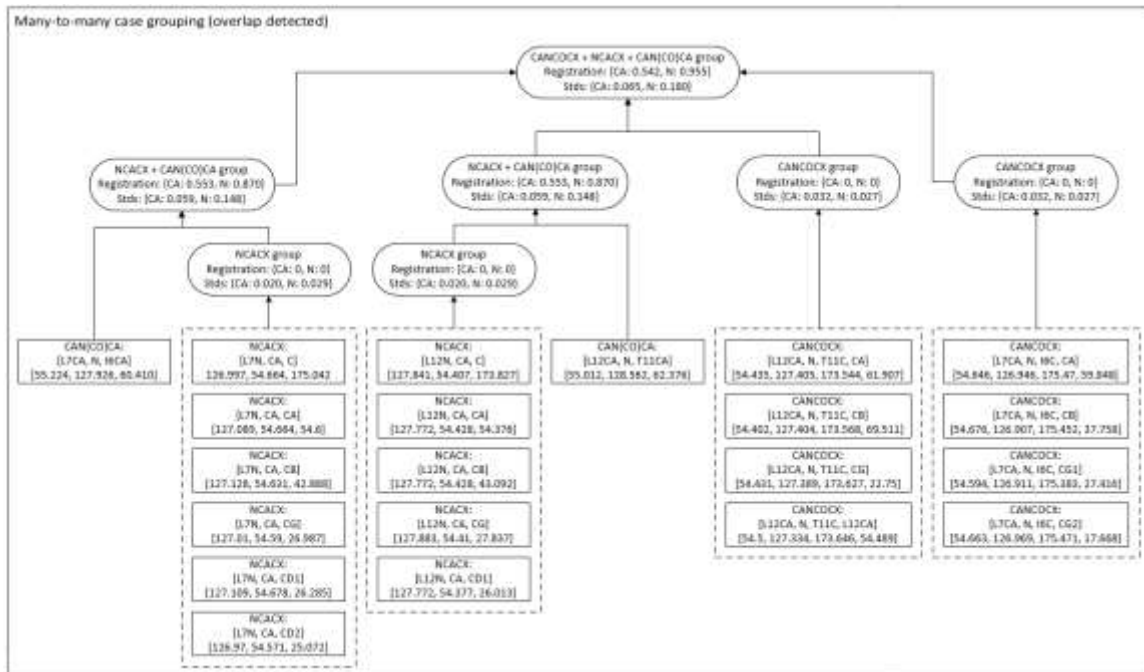 Many-to-many case grouping (overlap detected)
CANCOCX + NCACX + CAN(CO)CA group
Registration: {CA: 0.542, N: 0.955}
Stds: {CA: 0.065, N: 0.180}
NCACX + CAN(CO)CA group
Registration: {CA: 0.553, N: 0.870}
Stds: {CA: 0.059, N: 0.148}
NCACX + CAN(CO)CA group
Registration: {CA: 0.553, N: 0.870}
Stds: {CA: 0.059, N: 0.148}
CANCOCX group
Registration: {CA: 0, N: 0}
Stds: {CA: 0.032, N: 0.027}
CANCOCX group
Registration: {CA: 0, N: 0}
Stds: {CA: 0.032, N: 0.027}
NCACX group
Registration: {CA: 0, N: 0}
Stds: {CA: 0.020, N: 0.029}
NCACX group
Registration: {CA: 0, N: 0}
Stds: {CA: 0.020, N: 0.029}
CAN(CO)CA:
[L7CA, N, I6CA]
[55.224, 127.926, 60.410]
NCACX:
[L7N, CA, C]
126.997, 54.664, 175.042
NCACX:
[L7N, CA, CA]
[127.089, 54.664, 54.6]
NCACX:
[L7N, CA, CB]
[127.128, 54.631, 42.888]
NCACX:
[L7N, CA, CG]
[127.01, 54.59, 26.987]
NCACX:
[L7N, CA, CD1]
[127.109, 54.678, 26.285]
NCACX:
[L7N, CA, CD2]
[126.97, 54.571, 25.072]
NCACX:
[L12N, CA, C]
[127.841, 54.407, 173.827]
NCACX:
[L12N, CA, CA]
[127.772, 54.428, 54.376]
NCACX:
[L12N, CA, CB]
[127.772, 54.428, 43.092]
NCACX:
[L12N, CA, CG]
[127.883, 54.41, 27.837]
NCACX:
[L12N, CA, CD1]
[127.772, 54.377, 26.013]
CAN(CO)CA:
[L12CA, N, T11CA]
[55.012, 128.562, 62.376]
CANCOCX:
[L12CA, N, T11C, CA]
[54.435, 127.405, 173.544, 61.907]
CANCOCX:
[L12CA, N, T11C, CB]
[54.402, 127.404, 173.568, 69.511]
CANCOCX:
[L12CA, N, T11C, CG]
[54.431, 127.389, 173.627, 22.75]
CANCOCX:
[L12CA, N, T11C, L12CA]
[54.5, 127.334, 173.646, 54.489]
CANCOCX:
[L7CA, N, I6C, CA]
[54.646, 126.946, 175.47, 59.848]
CANCOCX:
[L7CA, N, I6C, CB]
[54.676, 126.907, 175.452, 37.758]
CANCOCX:
[L7CA, N, I6C, CG1]
[54.594, 126.911, 175.383, 27.416]
CANCOCX:
[L7CA, N, I6C, CG2]
[54.663, 126.969, 175.471, 17.668]